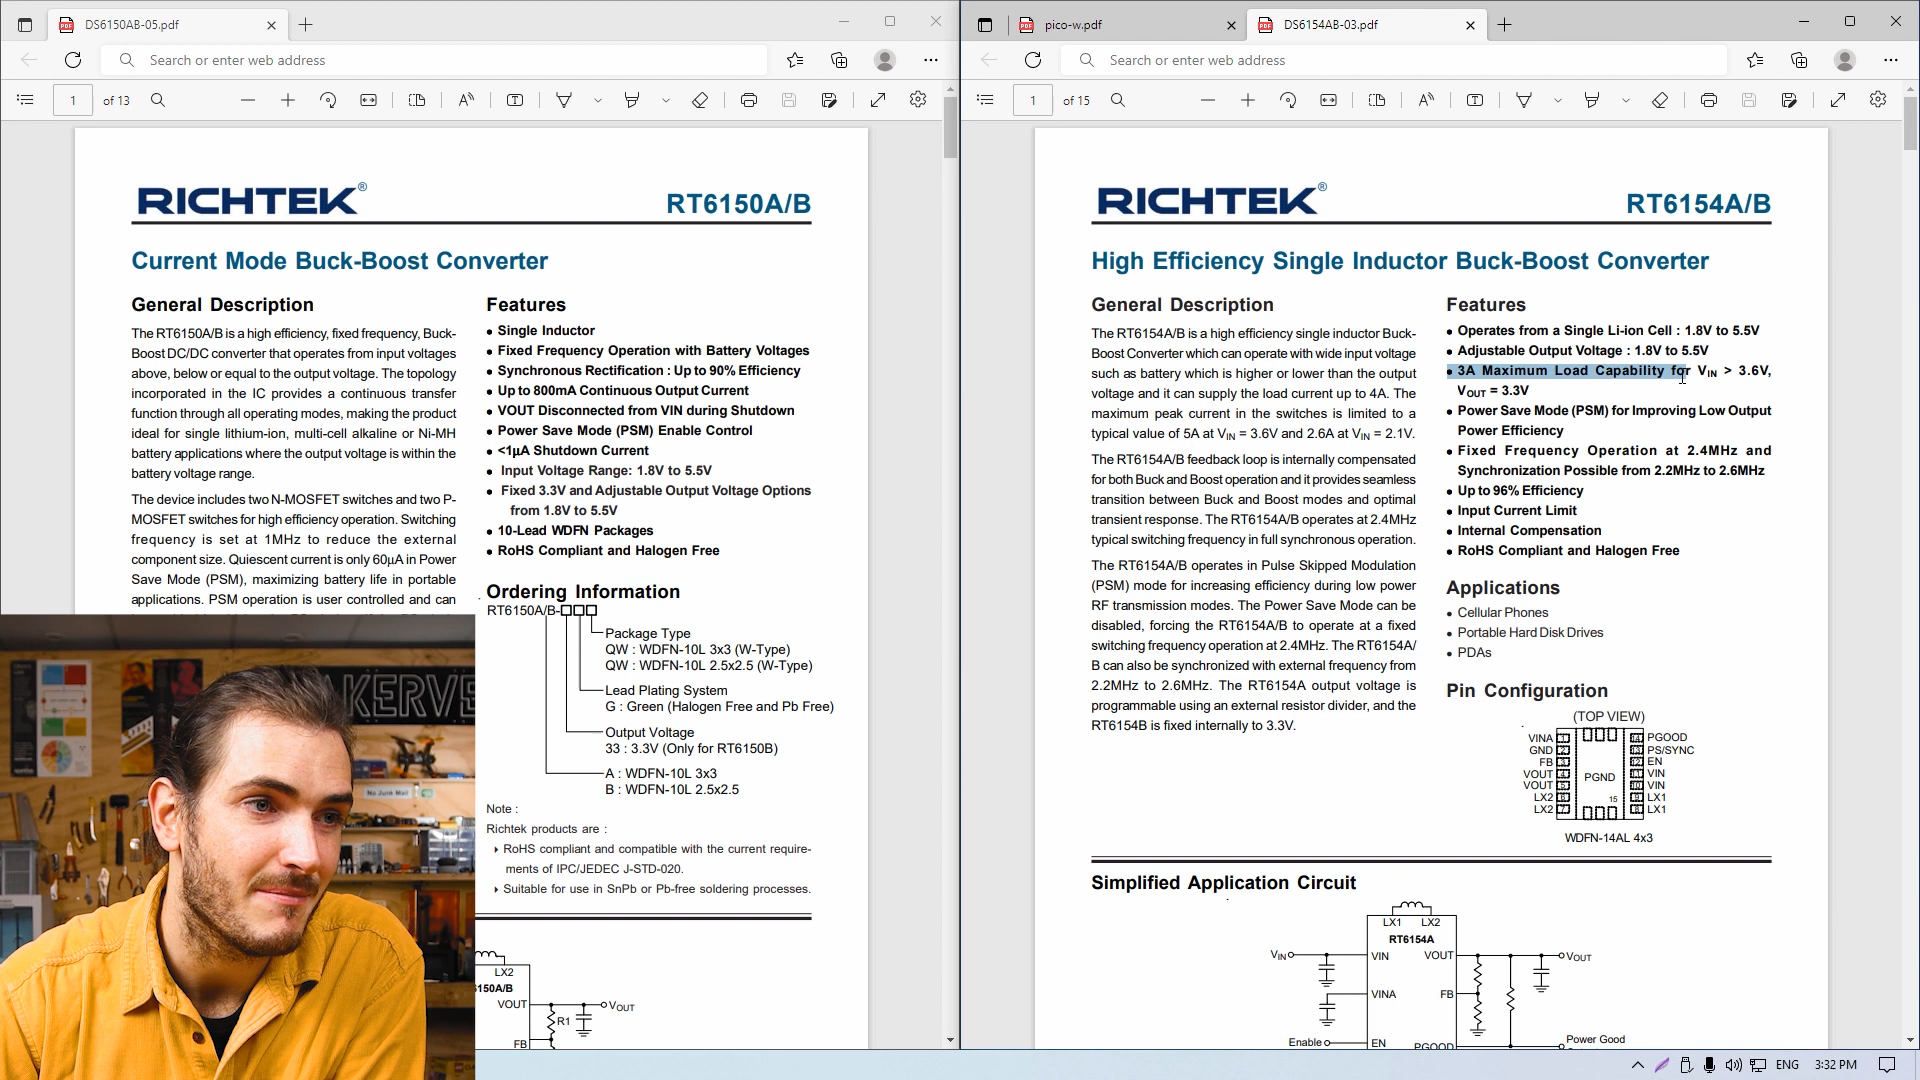 DS6150AB-05.pdf
Search or enter web address
1 of 13
RICHTEK®
RT6150A/B
Current Mode Buck-Boost Converter
General Description
The RT6150A/B is a high efficiency, fixed frequency, Buck-
Boost DC/DC converter that operates from input voltages
above, below or equal to the output voltage. The topology
incorporated in the IC provides a continuous transfer
function through all operating modes, making the product
ideal for single lithium-ion, multi-cell alkaline or Ni-MH
battery applications where the output voltage is within the
battery voltage range.
The device includes two N-MOSFET switches and two P-
MOSFET switches for high efficiency operation. Switching
frequency is set at 1MHz to reduce the external
component size. Quiescent current is only 60µA in Power
Save Mode (PSM), maximizing battery life in portable
applications. PSM operation is user controlled and can
Features
• Single Inductor
• Fixed Frequency Operation with Battery Voltages
• Synchronous Rectification : Up to 90% Efficiency
• Up to 800mA Continuous Output Current
• VOUT Disconnected from VIN during Shutdown
• Power Save Mode (PSM) Enable Control
• <1µA Shutdown Current
• Input Voltage Range: 1.8V to 5.5V
• Fixed 3.3V and Adjustable Output Voltage Options
from 1.8V to 5.5V
• 10-Lead WDFN Packages
• RoHS Compliant and Halogen Free
Ordering Information
RT6150A/B-□□□
Package Type
QW : WDFN-10L 3x3 (W-Type)
QW : WDFN-10L 2.5x2.5 (W-Type)
Lead Plating System
G : Green (Halogen Free and Pb Free)
Output Voltage
33 : 3.3V (Only for RT6150B)
A : WDFN-10L 3x3
B : WDFN-10L 2.5x2.5
Note :
Richtek products are :
RoHS compliant and compatible with the current require-
ments of IPC/JEDEC J-STD-020.
Suitable for use in SnPb or Pb-free soldering processes.
LX2
150A/B
VOUT
VOUT
R1
FB
AKERVE
No Junk Mail
pico-w.pdf
DS6154AB-03.pdf
Search or enter web address
1 of 15
RICHTEK®
RT6154A/B
High Efficiency Single Inductor Buck-Boost Converter
General Description
The RT6154A/B is a high efficiency single inductor Buck-
Boost Converter which can operate with wide input voltage
such as battery which is higher or lower than the output
voltage and it can supply the load current up to 4A. The
maximum peak current in the switches is limited to a
typical value of 5A at VIN = 3.6V and 2.6A at VIN = 2.1V.
The RT6154A/B feedback loop is internally compensated
for both Buck and Boost operation and it provides seamless
transition between Buck and Boost modes and optimal
transient response. The RT6154A/B operates at 2.4MHz
typical switching frequency in full synchronous operation.
The RT6154A/B operates in Pulse Skipped Modulation
(PSM) mode for increasing efficiency during low power
RF transmission modes. The Power Save Mode can be
disabled, forcing the RT6154A/B to operate at a fixed
switching frequency operation at 2.4MHz. The RT6154A/
B can also be synchronized with external frequency from
2.2MHz to 2.6MHz. The RT6154A output voltage is
programmable using an external resistor divider, and the
RT6154B is fixed internally to 3.3V.
Features
• Operates from a Single Li-ion Cell : 1.8V to 5.5V
• Adjustable Output Voltage : 1.8V to 5.5V
• 3A Maximum Load Capability for VIN > 3.6V,
VOUT = 3.3V
• Power Save Mode (PSM) for Improving Low Output
Power Efficiency
• Fixed Frequency Operation at 2.4MHz and
Synchronization Possible from 2.2MHz to 2.6MHz
• Up to 96% Efficiency
• Input Current Limit
• Internal Compensation
• RoHS Compliant and Halogen Free
Applications
• Cellular Phones
• Portable Hard Disk Drives
• PDAs
Pin Configuration
(TOP VIEW)
VINA PGOOD
GND PS/SYNC
FB EN
VOUT VIN
VOUT VIN
LX2 LX1
LX2 LX1
PGND
15
WDFN-14AL 4x3
Simplified Application Circuit
LX1 LX2
RT6154A
VIN VIN VOUT VOUT
VINA FB
Enable EN PGOOD Power Good
ENG 3:32 PM